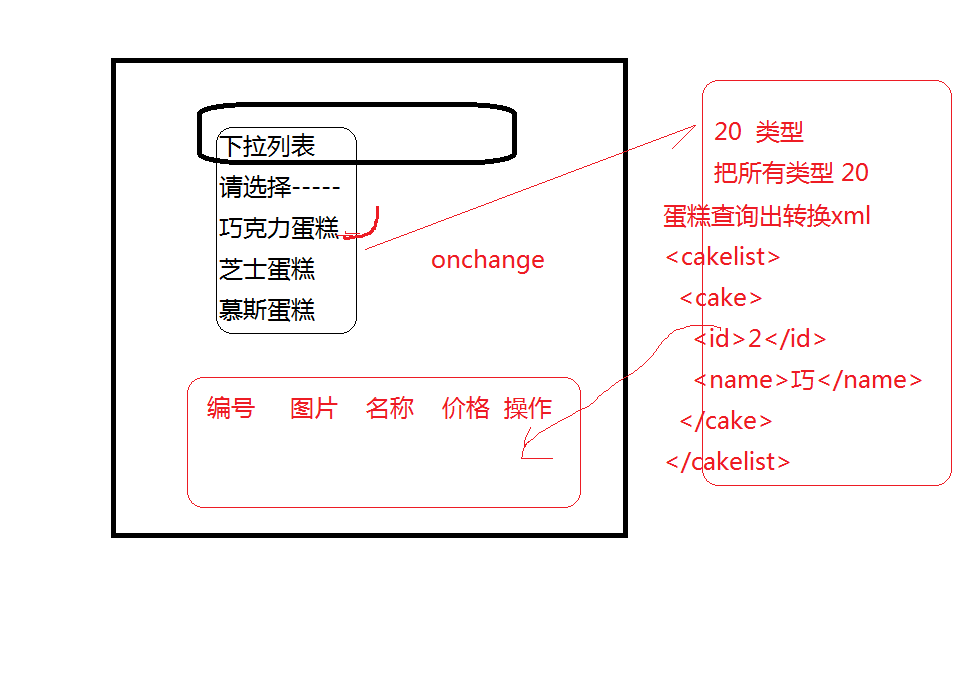 下拉列表
请选择-----
巧克力蛋糕
芝士蛋糕
慕斯蛋糕
onchange
编号 图片 名称 价格 操作
20 类型
把所有类型 20
蛋糕查询出转换xml
<cakelist>
<cake>
<id>2</id>
<name>巧</name>
</cake>
</cakelist>